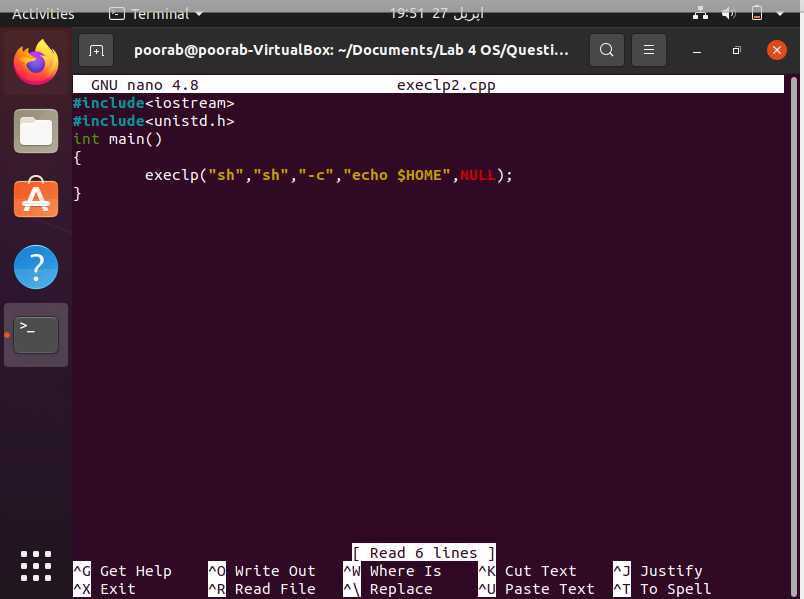 Activities Terminal 19:51 27 اپریل
poorab@poorab-VirtualBox: ~/Documents/Lab 4 OS/Questi...
GNU nano 4.8 execlp2.cpp
#include<iostream>
#include<unistd.h>
int main()
{
execlp("sh","sh","-c","echo $HOME",NULL);
}
[ Read 6 lines ]
^G Get Help ^O Write Out ^W Where Is ^K Cut Text ^J Justify
^X Exit ^R Read File ^\ Replace ^U Paste Text ^T To Spell